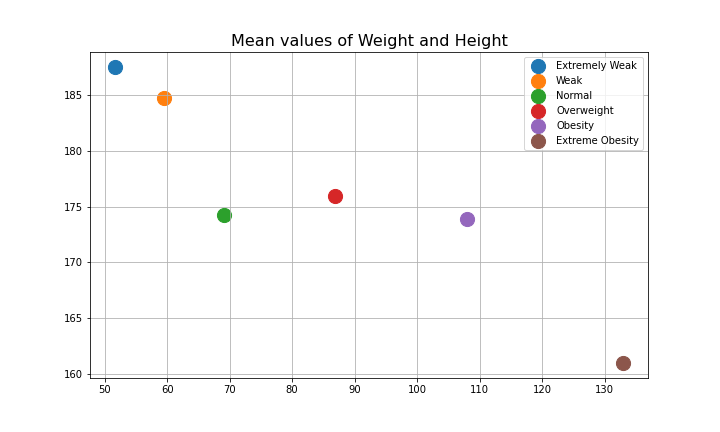 Mean values of Weight and Height
Extremely Weak
Weak
Normal
Overweight
Obesity
Extreme Obesity
185
180
175
170
165
160
50 60 70 80 90 100 110 120 130